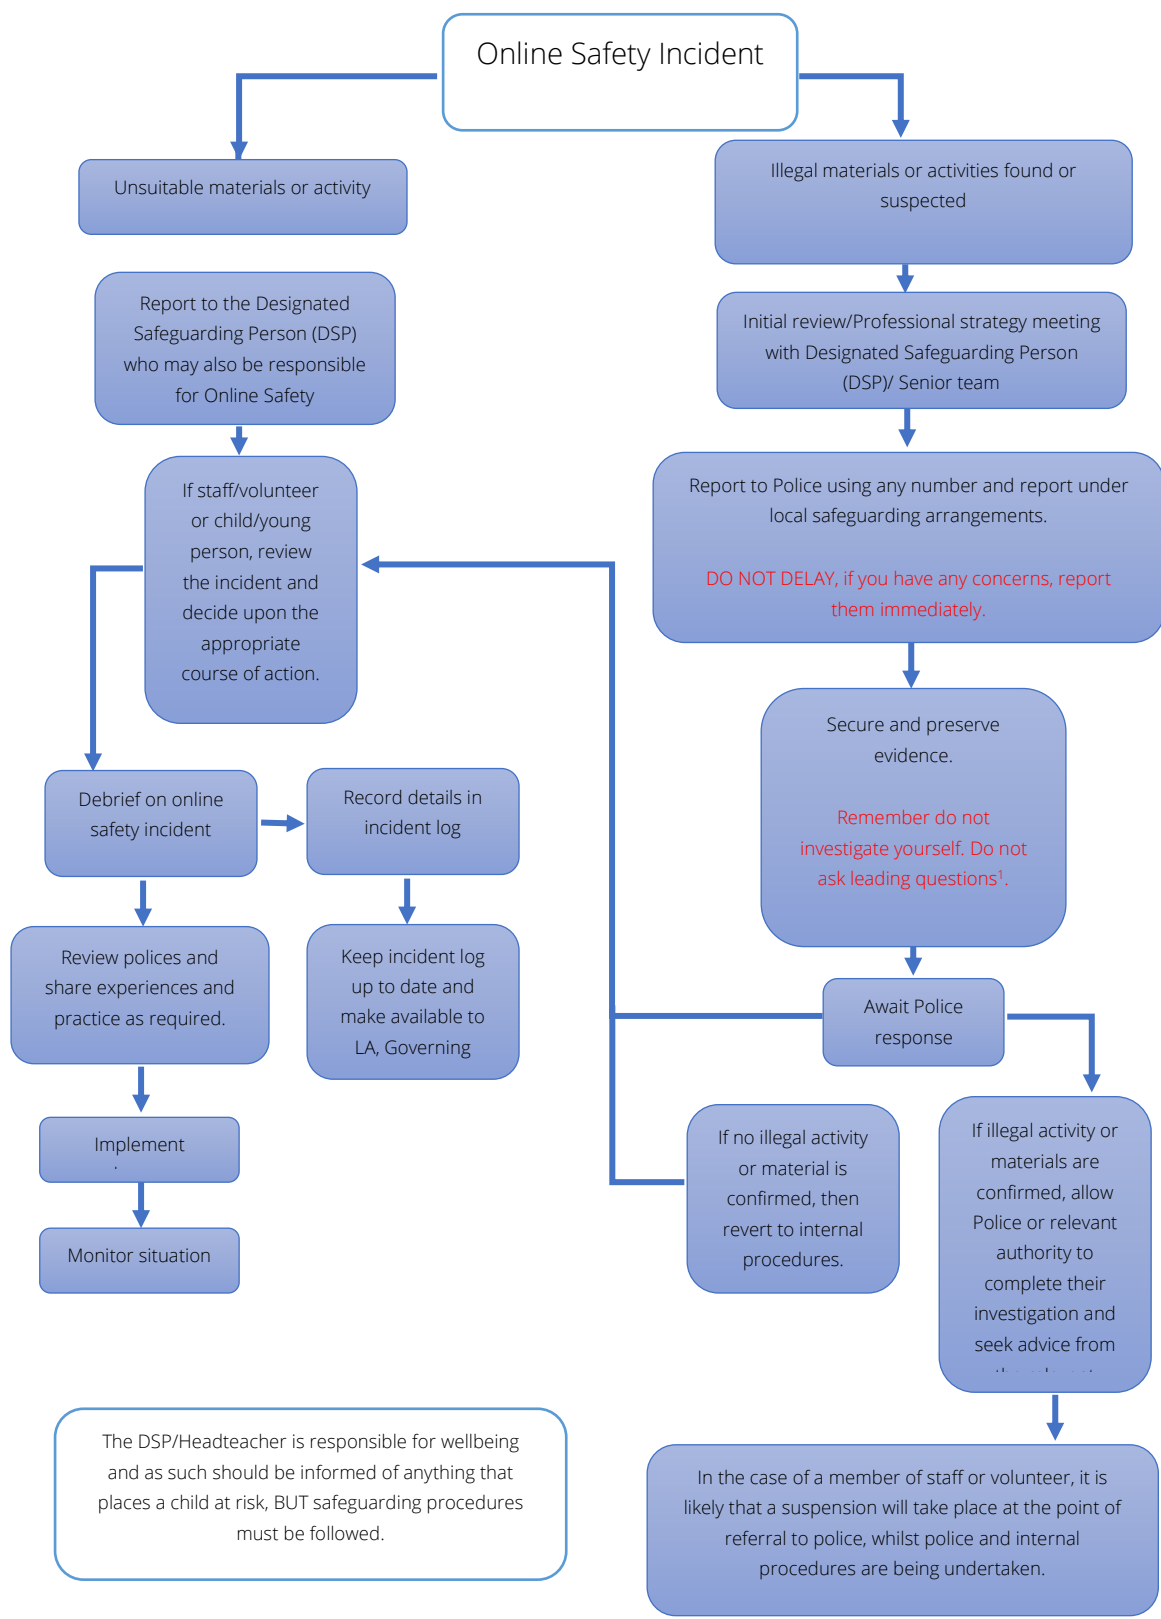 Online Safety Incident
Unsuitable materials or activity
Illegal materials or activities found or
suspected
Report to the Designated
Safeguarding Person (DSP)
who may also be responsible
for Online Safety
Initial review/Professional strategy meeting
with Designated Safeguarding Person
(DSP)/ Senior team
If staff/volunteer
or child/young
person, review
the incident and
decide upon the
appropriate
course of action.
Report to Police using any number and report under
local safeguarding arrangements.
DO NOT DELAY, if you have any concerns, report
them immediately.
Secure and preserve
evidence.
Remember do not
investigate yourself. Do not
ask leading questions¹.
Debrief on online
safety incident
Record details in
incident log
Review polices and
share experiences and
practice as required.
Keep incident log
up to date and
make available to
LA, Governing
Await Police
response
Implement
Monitor situation
If no illegal activity
or material is
confirmed, then
revert to internal
procedures.
If illegal activity or
materials are
confirmed, allow
Police or relevant
authority to
complete their
investigation and
seek advice from
The DSP/Headteacher is responsible for wellbeing
and as such should be informed of anything that
places a child at risk, BUT safeguarding procedures
must be followed.
In the case of a member of staff or volunteer, it is
likely that a suspension will take place at the point of
referral to police, whilst police and internal
procedures are being undertaken.